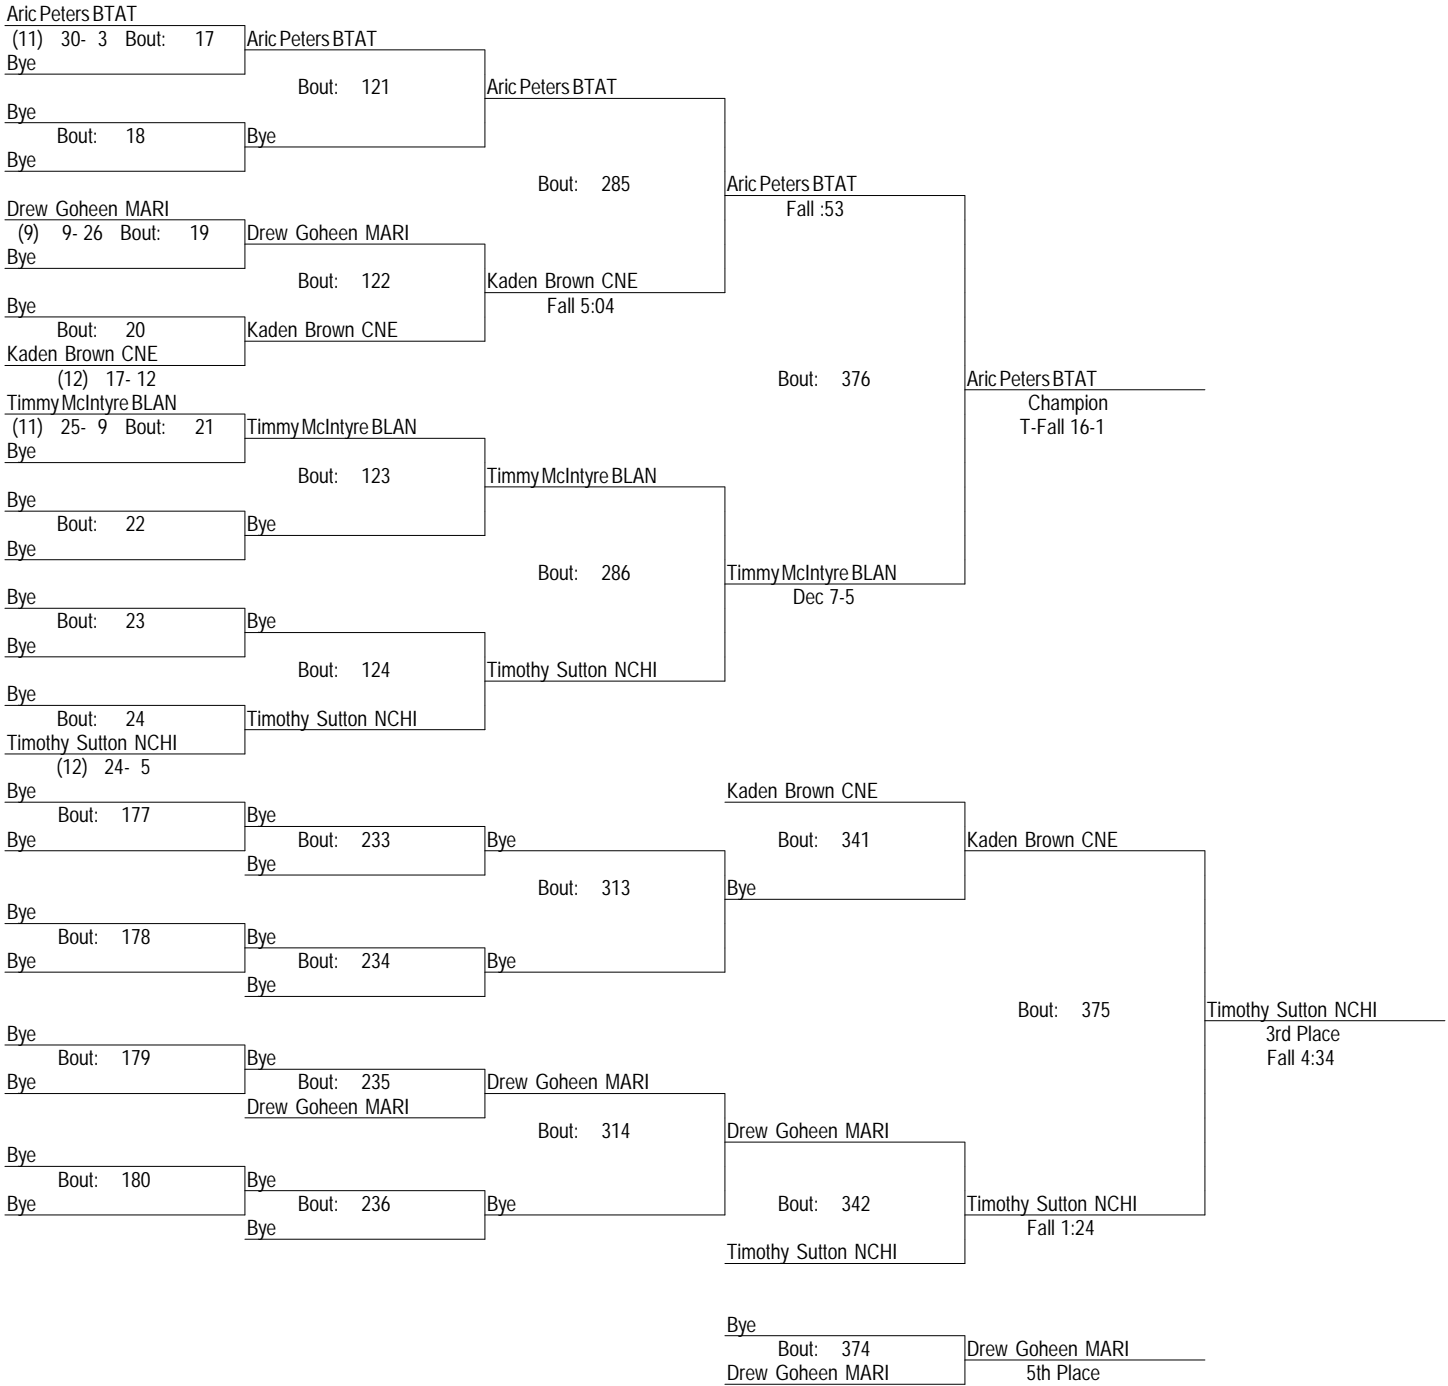 Aric Peters BTAT
(11) 30- 3 Bout: 17 Aric Peters BTAT
Bye
Bout: 121 Aric Peters BTAT
Bye
Bout: 18 Bye
Bye
Bout: 285 Aric Peters BTAT
Fall :53
Drew Goheen MARI
(9) 9- 26 Bout: 19 Drew Goheen MARI
Bye
Bout: 122 Kaden Brown CNE
Bye Fall 5:04
Bout: 20 Kaden Brown CNE
Kaden Brown CNE
(12) 17- 12 Bout: 376 Aric Peters BTAT
Timmy McIntyre BLAN Champion
(11) 25- 9 Bout: 21 Timmy McIntyre BLAN T-Fall 16-1
Bye
Bout: 123 Timmy McIntyre BLAN
Bye
Bout: 22 Bye
Bye
Bout: 286 Timmy McIntyre BLAN
Bye Dec 7-5
Bout: 23 Bye
Bye
Bout: 124 Timothy Sutton NCHI
Bye
Bout: 24 Timothy Sutton NCHI
Timothy Sutton NCHI
(12) 24- 5
Bye Kaden Brown CNE
Bout: 177 Bye
Bye Bout: 233 Bye Bout: 341 Kaden Brown CNE
Bye
Bout: 313 Bye
Bye
Bout: 178 Bye
Bye Bout: 234 Bye
Bye
Bout: 375 Timothy Sutton NCHI
Bye 3rd Place
Bout: 179 Bye Fall 4:34
Bye Bout: 235 Drew Goheen MARI
Drew Goheen MARI
Bout: 314 Drew Goheen MARI
Bye
Bout: 180 Bye
Bye Bout: 236 Bye Bout: 342 Timothy Sutton NCHI
Bye Fall 1:24
Timothy Sutton NCHI
Bye
Bout: 374 Drew Goheen MARI
Drew Goheen MARI 5th Place